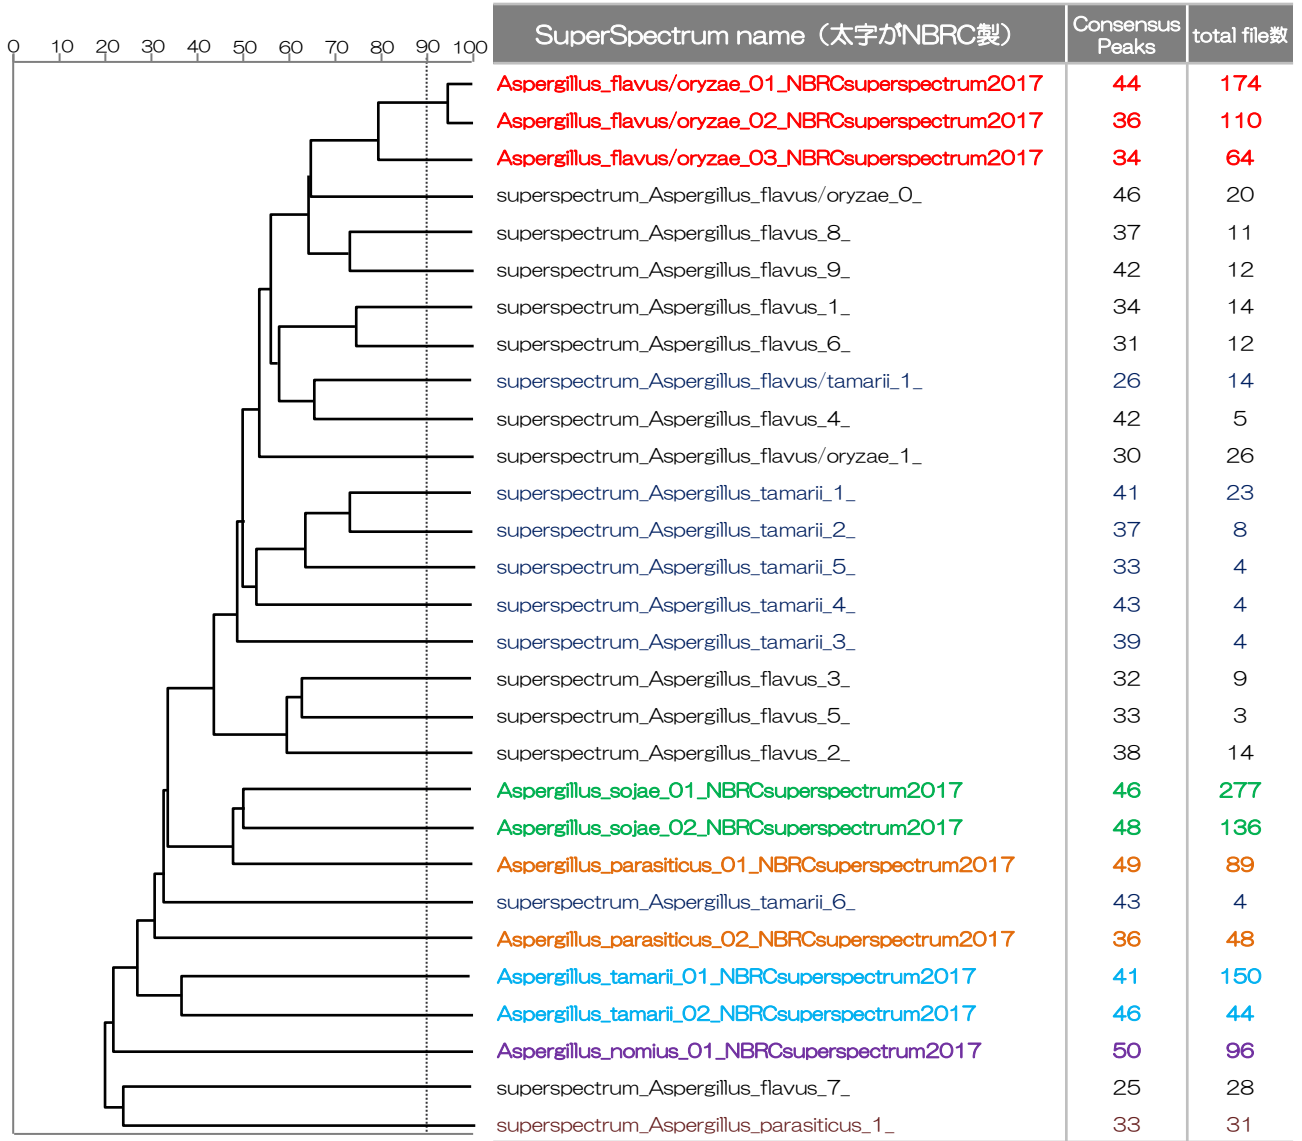 0 10 20 30 40 50 60 70 80 90 100
SuperSpectrum name（太字がNBRC製） Consensus Peaks total file数
Aspergillus_flavus/oryzae_01_NBRCsuperspectrum2017 44 174
Aspergillus_flavus/oryzae_02_NBRCsuperspectrum2017 36 110
Aspergillus_flavus/oryzae_03_NBRCsuperspectrum2017 34 64
superspectrum_Aspergillus_flavus/oryzae_0_ 46 20
superspectrum_Aspergillus_flavus_8_ 37 11
superspectrum_Aspergillus_flavus_9_ 42 12
superspectrum_Aspergillus_flavus_1_ 34 14
superspectrum_Aspergillus_flavus_6_ 31 12
superspectrum_Aspergillus_flavus/tamarii_1_ 26 14
superspectrum_Aspergillus_flavus_4_ 42 5
superspectrum_Aspergillus_flavus/oryzae_1_ 30 26
superspectrum_Aspergillus_tamarii_1_ 41 23
superspectrum_Aspergillus_tamarii_2_ 37 8
superspectrum_Aspergillus_tamarii_5_ 33 4
superspectrum_Aspergillus_tamarii_4_ 43 4
superspectrum_Aspergillus_tamarii_3_ 39 4
superspectrum_Aspergillus_flavus_3_ 32 9
superspectrum_Aspergillus_flavus_5_ 33 3
superspectrum_Aspergillus_flavus_2_ 38 14
Aspergillus_sojae_01_NBRCsuperspectrum2017 46 277
Aspergillus_sojae_02_NBRCsuperspectrum2017 48 136
Aspergillus_parasiticus_01_NBRCsuperspectrum2017 49 89
superspectrum_Aspergillus_tamarii_6_ 43 4
Aspergillus_parasiticus_02_NBRCsuperspectrum2017 36 48
Aspergillus_tamarii_01_NBRCsuperspectrum2017 41 150
Aspergillus_tamarii_02_NBRCsuperspectrum2017 46 44
Aspergillus_nomius_01_NBRCsuperspectrum2017 50 96
superspectrum_Aspergillus_flavus_7_ 25 28
superspectrum_Aspergillus_parasiticus_1_ 33 31